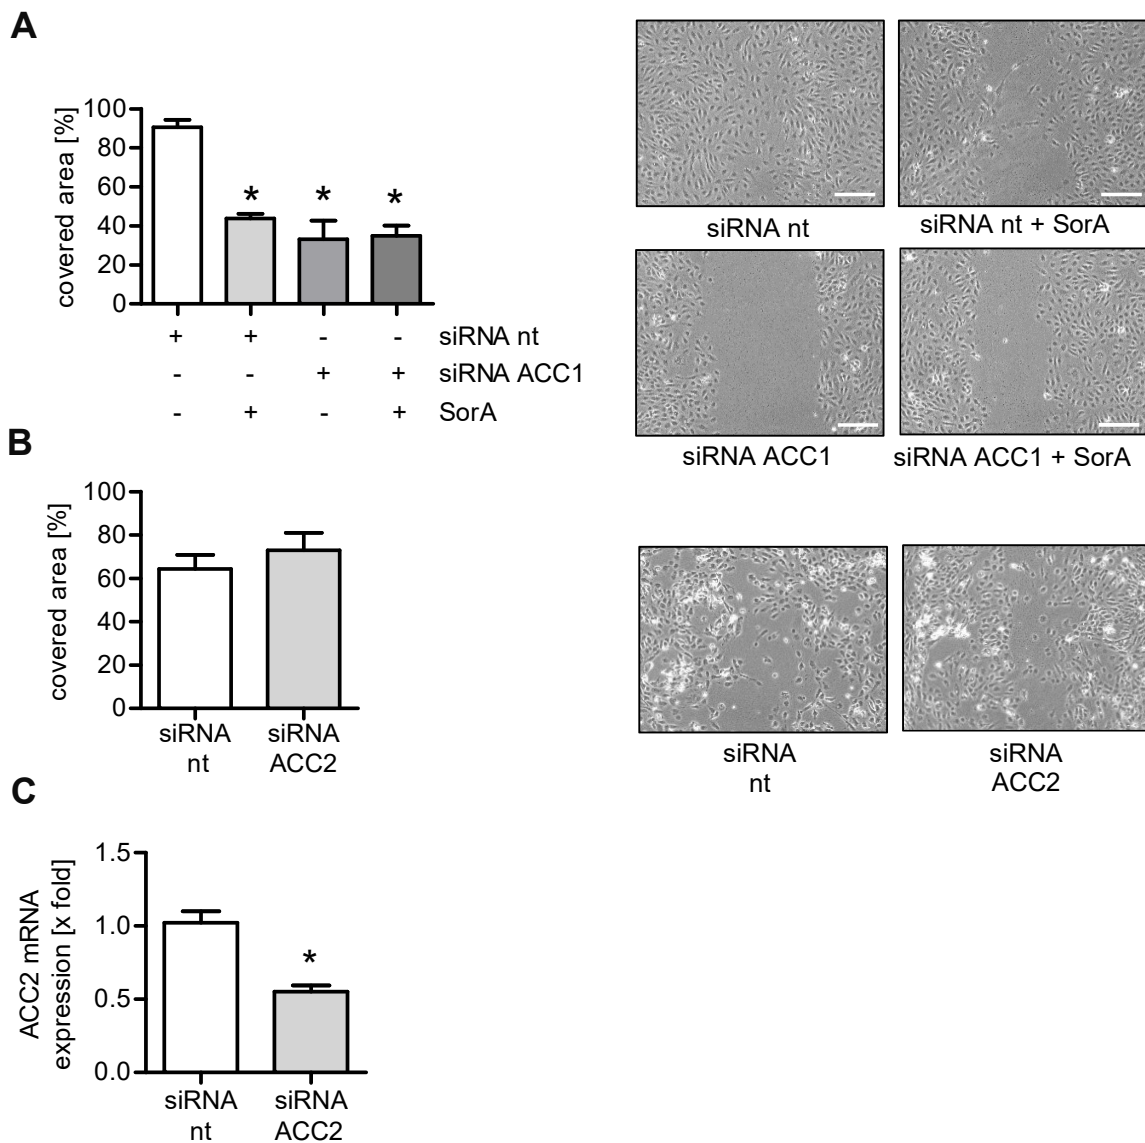 A
covered area [%]
100
80
60
40
20
0
* * *
+ + - - siRNA nt
- - + + siRNA ACC1
- + - + SorA
siRNA nt
siRNA nt + SorA
siRNA ACC1
siRNA ACC1 + SorA
B
covered area [%]
100
80
60
40
20
0
siRNA
nt
siRNA
ACC2
siRNA
nt
siRNA
ACC2
C
ACC2 mRNA
expression [x fold]
1.5
1.0
0.5
0.0
*
siRNA
nt
siRNA
ACC2